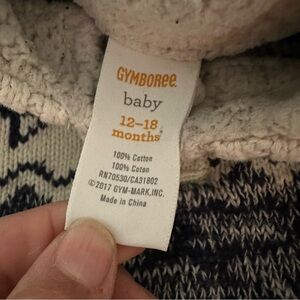 GYMBOREE
baby
12-18
months
100% Cotton
100% Coton
RN70530/CA31802
©2017 GYM-MARK,INC.
Made in China